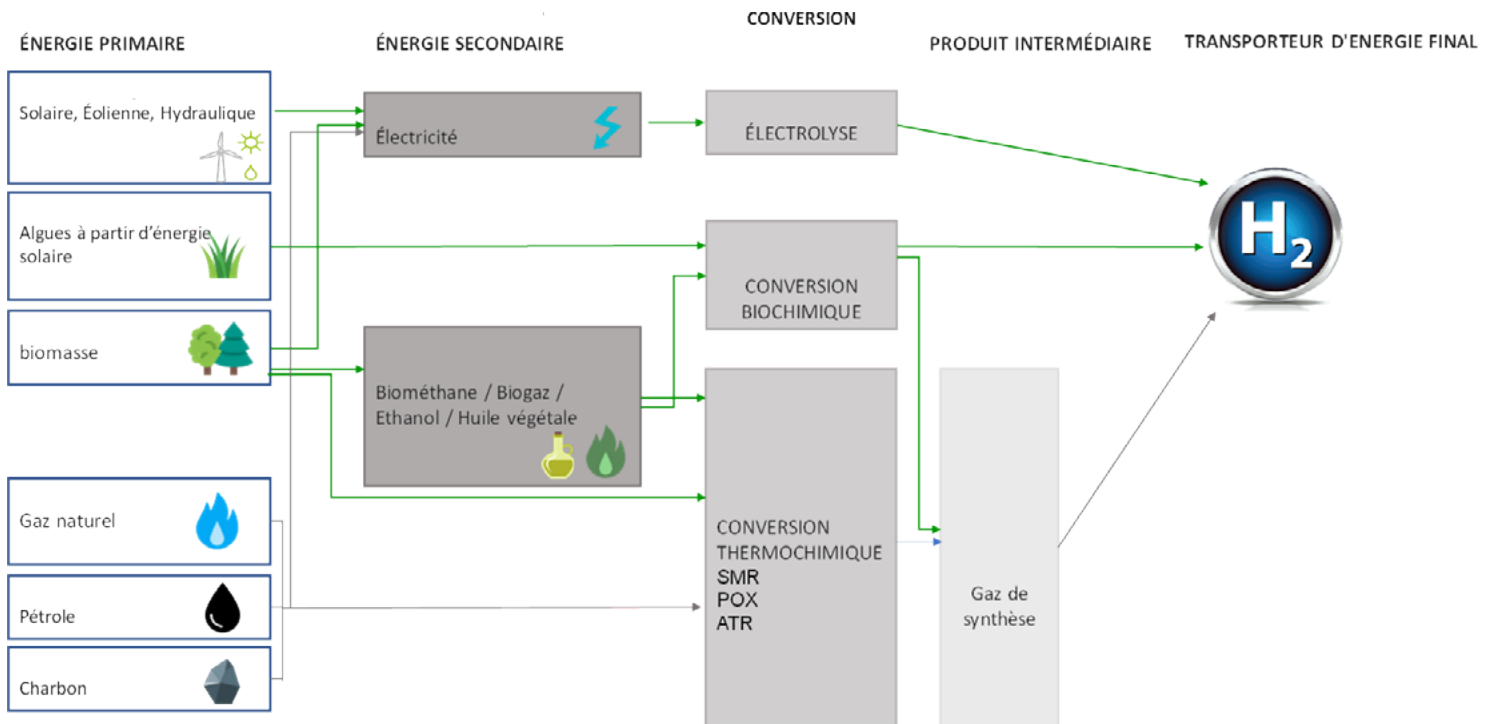 CONVERSION
ÉNERGIE PRIMAIRE
ÉNERGIE SECONDAIRE
PRODUIT INTERMÉDIAIRE
TRANSPORTEUR D'ENERGIE FINAL
Solaire, Éolienne, Hydraulique
Électricité
ÉLECTROLYSE
Algues à partir d’énergie
solaire
H2
CONVERSION
BIOCHIMIQUE
biomasse
Biométhane / Biogaz /
Ethanol / Huile végétale
Gaz naturel
CONVERSION
THERMOCHIMIQUE
SMR
POX
ATR
Gaz de
synthèse
Pétrole
Charbon